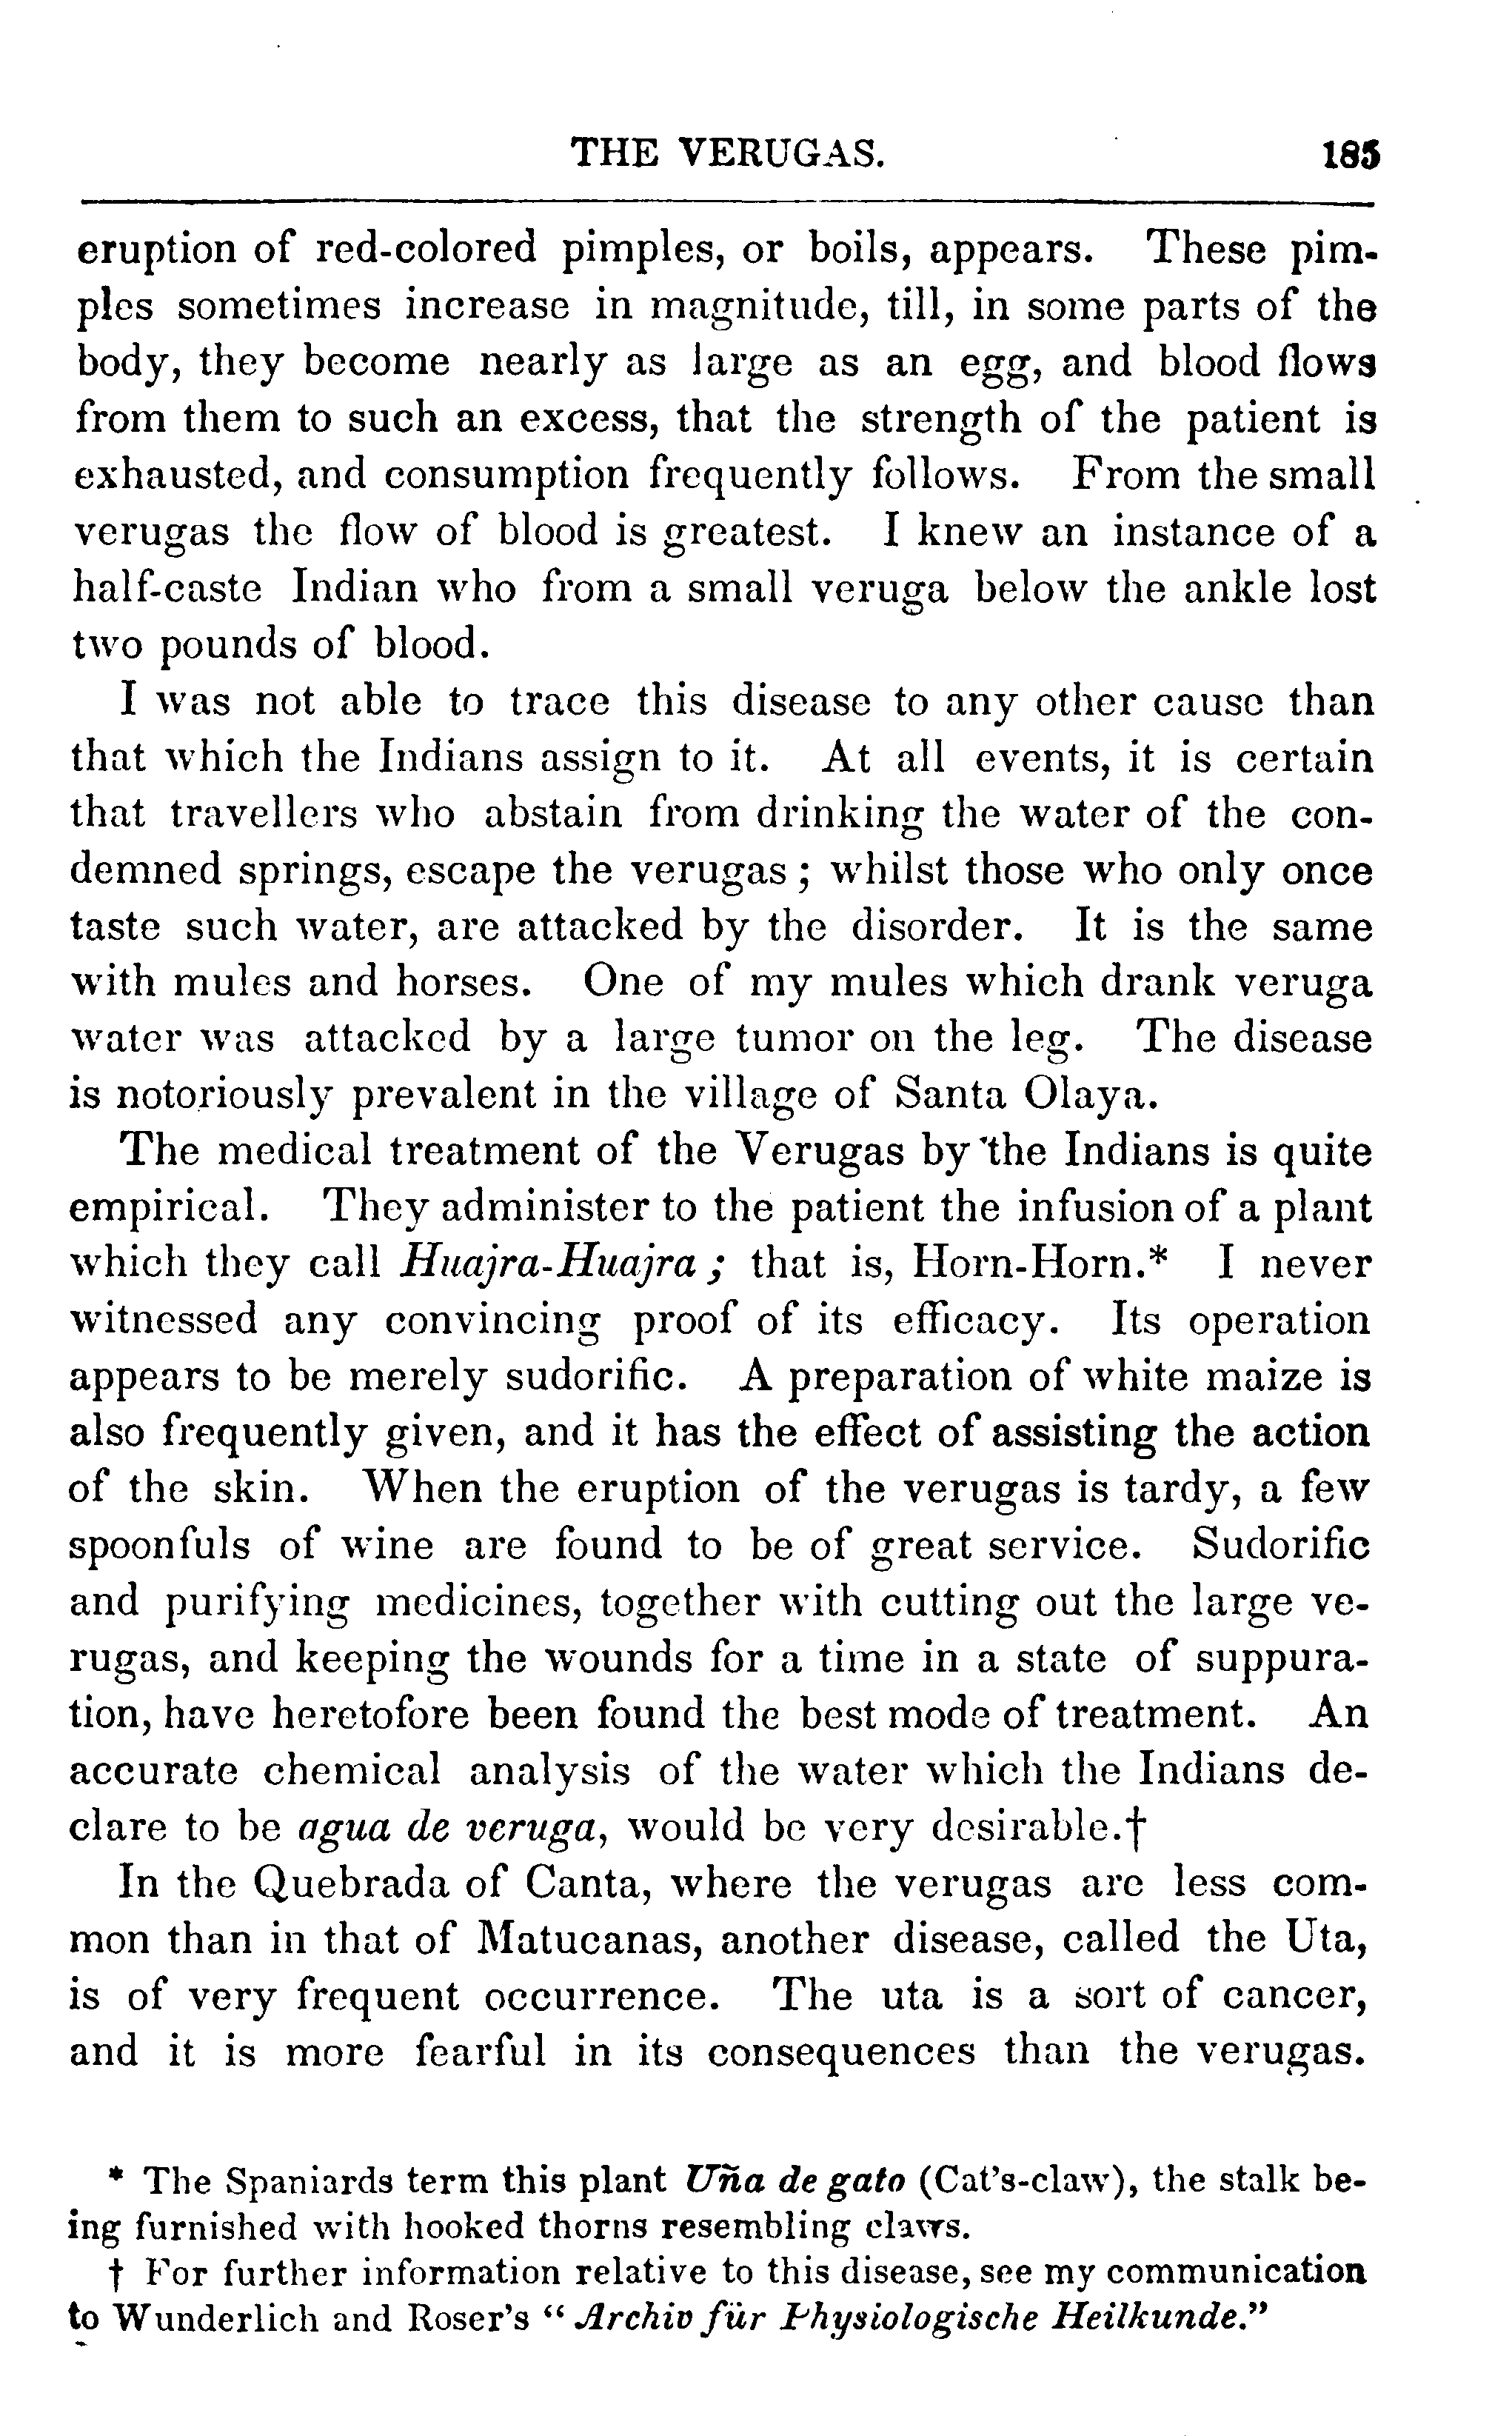 THE VERUGAS. 185
eruption of red-colored pimples, or boils, appears. These pim-
ples sometimes increase in magnitude, till, in some parts of the
body, they become nearly as large as an egg, and blood flows
from them to such an excess, that the strength of the patient is
exhausted, and consumption frequently follows. From the small
verugas the flow of blood is greatest. I knew an instance of a
half-caste Indian who from a small veruga below the ankle lost
two pounds of blood.
I was not able to trace this disease to any other cause than
that which the Indians assign to it. At all events, it is certain
that travellers who abstain from drinking the water of the con-
demned springs, escape the verugas; whilst those who only once
taste such water, are attacked by the disorder. It is the same
with mules and horses. One of my mules which drank veruga
water was attacked by a large tumor on the leg. The disease
is notoriously prevalent in the village of Santa Olaya.
The medical treatment of the Verugas by the Indians is quite
empirical. They administer to the patient the infusion of a plant
which they call Huajra-Huajra; that is, Horn-Horn.* I never
witnessed any convincing proof of its efficacy. Its operation
appears to be merely sudorific. A preparation of white maize is
also frequently given, and it has the effect of assisting the action
of the skin. When the eruption of the verugas is tardy, a few
spoonfuls of wine are found to be of great service. Sudorific
and purifying medicines, together with cutting out the large ve-
rugas, and keeping the wounds for a time in a state of suppura-
tion, have heretofore been found the best mode of treatment. An
accurate chemical analysis of the water which the Indians de-
clare to be agua de veruga, would be very desirable.†
In the Quebrada of Canta, where the verugas are less com-
mon than in that of Matucanas, another disease, called the Uta,
is of very frequent occurrence. The uta is a sort of cancer,
and it is more fearful in its consequences than the verugas.
* The Spaniards term this plant Uña de gato (Cat's-claw), the stalk be-
ing furnished with hooked thorns resembling claws.
† For further information relative to this disease, see my communication
to Wunderlich and Roser's "Archiv für Physiologische Heilkunde."